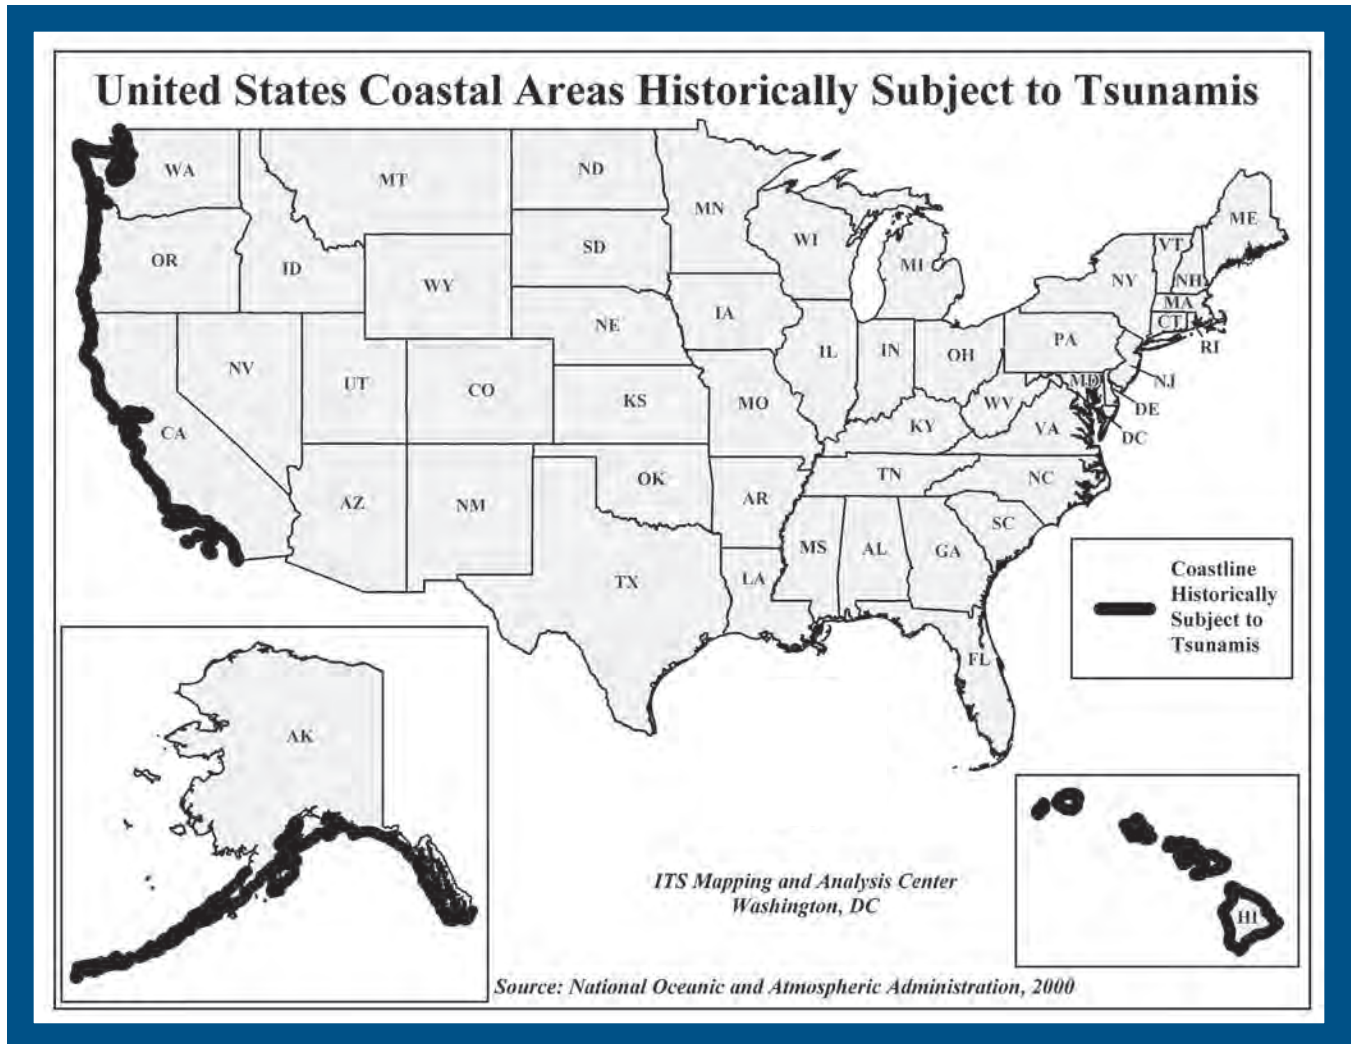 United States Coastal Areas Historically Subject to Tsunamis
WA
MT
ND
MN
ME
OR
ID
SD
WI
MI
VT
NH
NY
WY
MA
CT
RI
IA
NE
PA
NJ
NV
UT
CO
IL
IN
OH
MD
DE
CA
KS
MO
WV
VA
DC
KY
AZ
NM
OK
AR
TN
NC
SC
MS
AL
GA
TX
LA
FL
Coastline
Historically
Subject to
Tsunamis
AK
HI
ITS Mapping and Analysis Center
Washington, DC
Source: National Oceanic and Atmospheric Administration, 2000